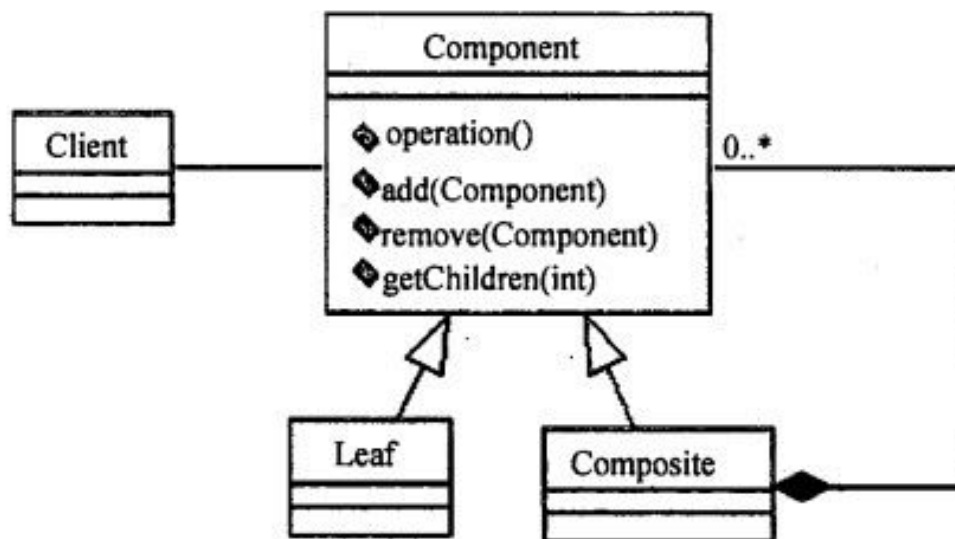 Component
Client
operation()
0..*
add(Component)
remove(Component)
getChildren(int)
Leaf
Composite